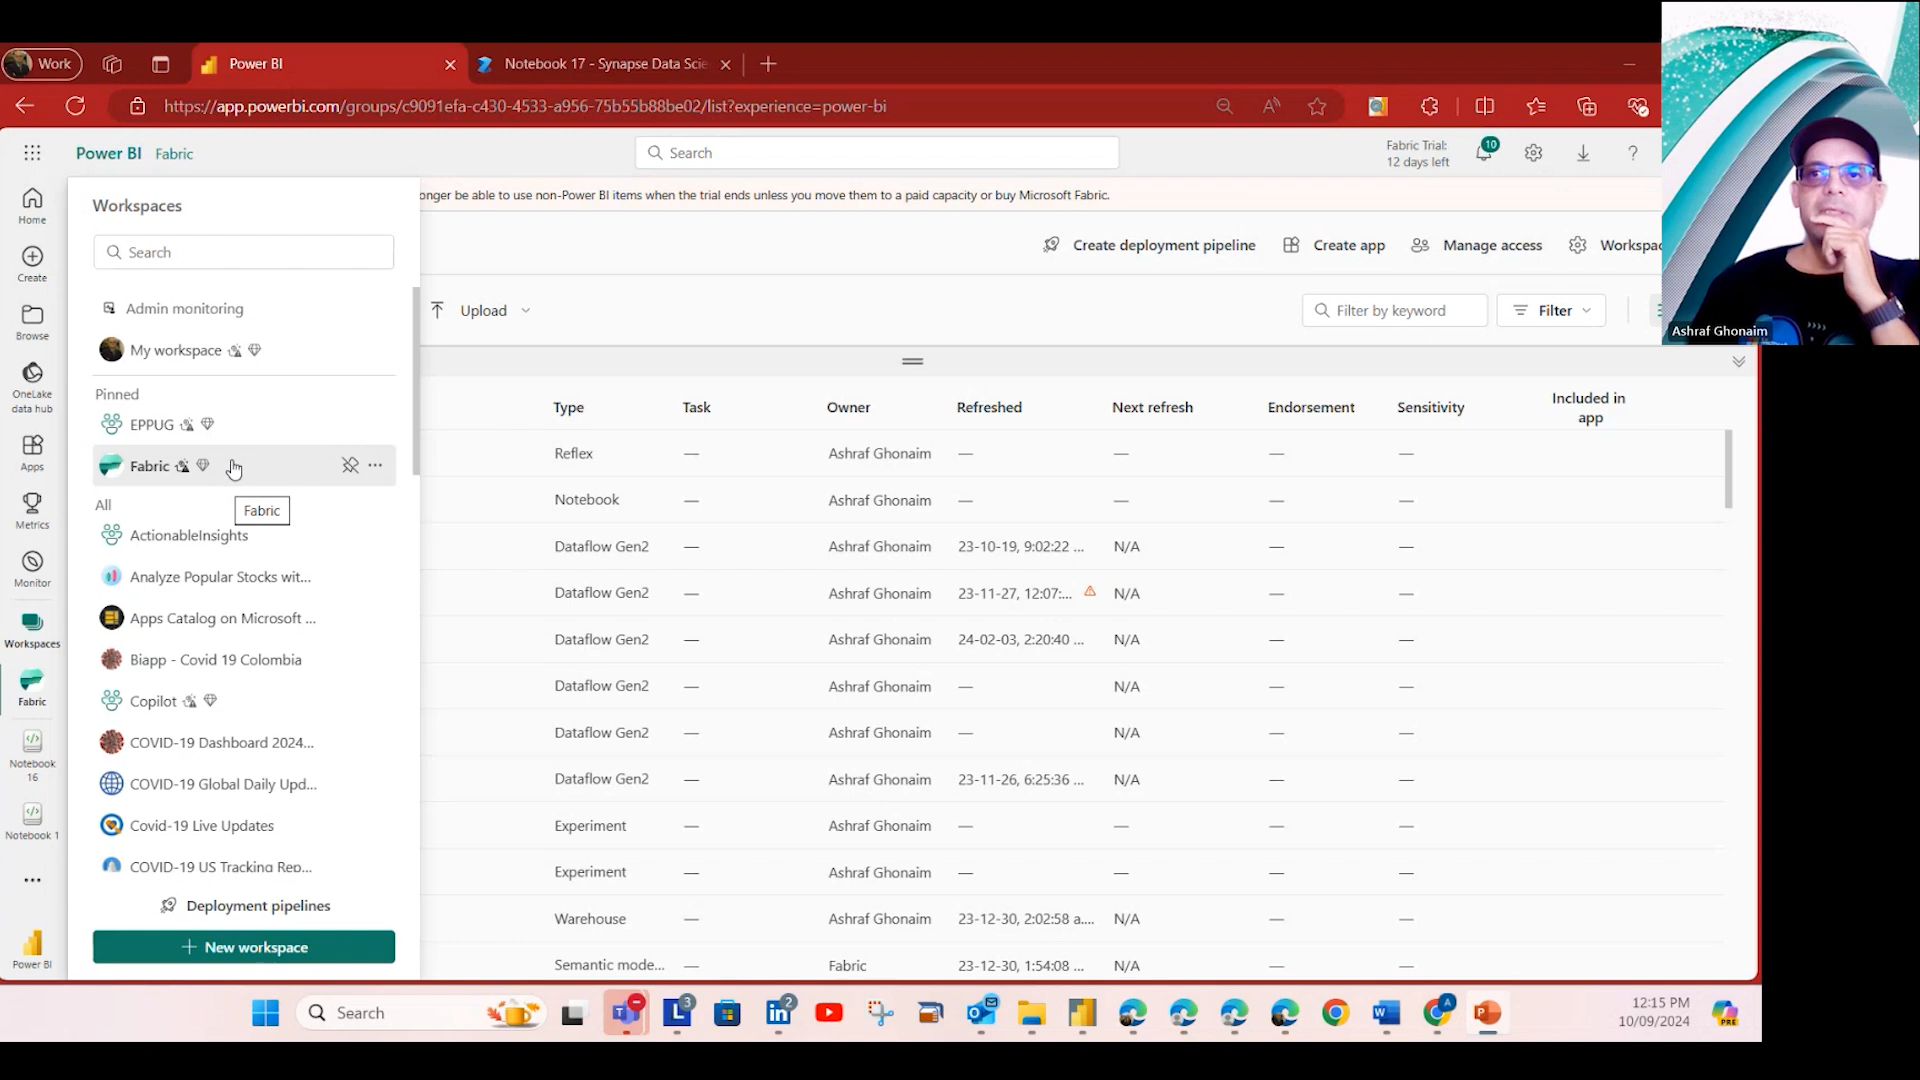 Work
Power BI
Notebook 17 - Synapse Data Scie
https://app.powerbi.com/groups/c9091efa-c430-4533-a956-75b55b88be02/list?experience=power-bi
Power BI Fabric
Search
Fabric Trial:
12 days left
10
?
Home
Create
Browse
OneLake
data hub
Apps
Metrics
Monitor
Workspaces
Fabric
Notebook
16
Notebook 1
Power BI
Workspaces
Search
Admin monitoring
My workspace
Pinned
EPPUG
Fabric
All
Fabric
ActionableInsights
Analyze Popular Stocks wit...
Apps Catalog on Microsoft ...
Biapp - Covid 19 Colombia
Copilot
COVID-19 Dashboard 2024...
COVID-19 Global Daily Upd...
Covid-19 Live Updates
COVID-19 US Tracking Rep...
Deployment pipelines
+ New workspace
onger be able to use non-Power BI items when the trial ends unless you move them to a paid capacity or buy Microsoft Fabric.
Create deployment pipeline Create app Manage access Workspac
Upload Filter by keyword Filter
Type Task Owner Refreshed Next refresh Endorsement Sensitivity Included in
app
Reflex — Ashraf Ghonaim — — — —
Notebook — Ashraf Ghonaim — — — —
Dataflow Gen2 — Ashraf Ghonaim 23-10-19, 9:02:22 ... N/A — —
Dataflow Gen2 — Ashraf Ghonaim 23-11-27, 12:07:... N/A — —
Dataflow Gen2 — Ashraf Ghonaim 24-02-03, 2:20:40 ... N/A — —
Dataflow Gen2 — Ashraf Ghonaim — N/A — —
Dataflow Gen2 — Ashraf Ghonaim — N/A — —
Dataflow Gen2 — Ashraf Ghonaim 23-11-26, 6:25:36 ... N/A — —
Experiment — Ashraf Ghonaim — — — —
Experiment — Ashraf Ghonaim — — — —
Warehouse — Ashraf Ghonaim 23-12-30, 2:02:58 a.... N/A — —
Semantic mode... — Fabric 23-12-30, 1:54:08 ... N/A — —
Ashraf Ghonaim
Search
3
2
A
12:15 PM
10/09/2024
PRE